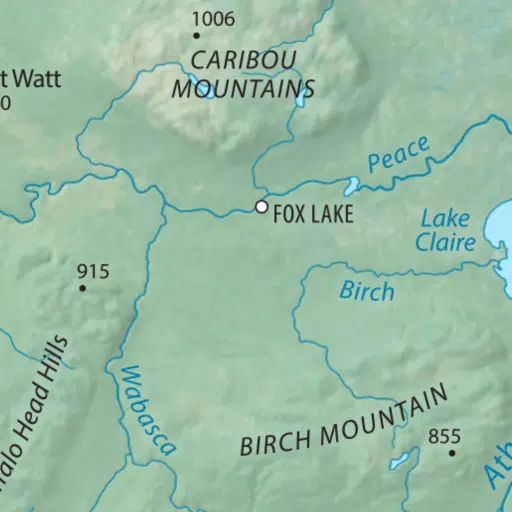 1006
CARIBOU
MOUNTAINS
t Watt
0
Peace
FOX LAKE
Lake
Claire
915
Birch
alo Head Hills
Wabasca
BIRCH MOUNTAIN
855
Ath